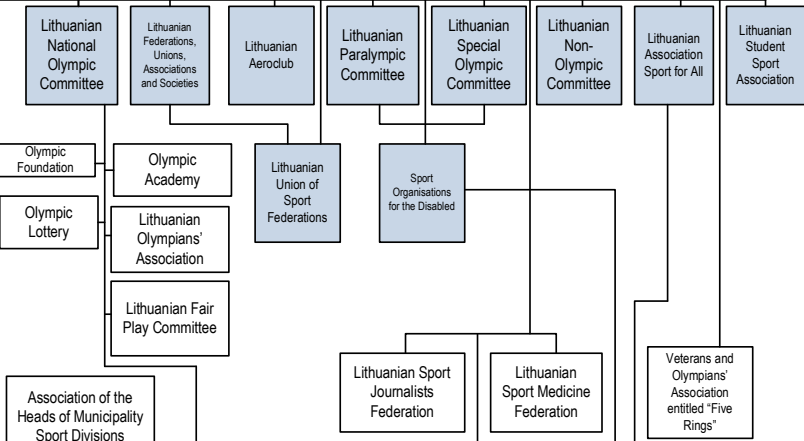 Lithuanian
National
Olympic
Committee
Lithuanian
Federations,
Unions,
Associations
and Societies
Lithuanian
Aeroclub
Lithuanian
Paralympic
Committee
Lithuanian
Special
Olympic
Committee
Lithuanian
Non-
Olympic
Committee
Lithuanian
Association
Sport for All
Lithuanian
Student
Sport
Association
Olympic
Foundation
Olympic
Academy
Lithuanian
Union of
Sport
Federations
Sport
Organisations
for the Disabled
Olympic
Lottery
Lithuanian
Olympians’
Association
Lithuanian Fair
Play Committee
Lithuanian Sport
Journalists
Federation
Lithuanian
Sport Medicine
Federation
Veterans and
Olympians’
Association
entitled “Five
Rings”
Association of the
Heads of Municipality
Sport Divisions